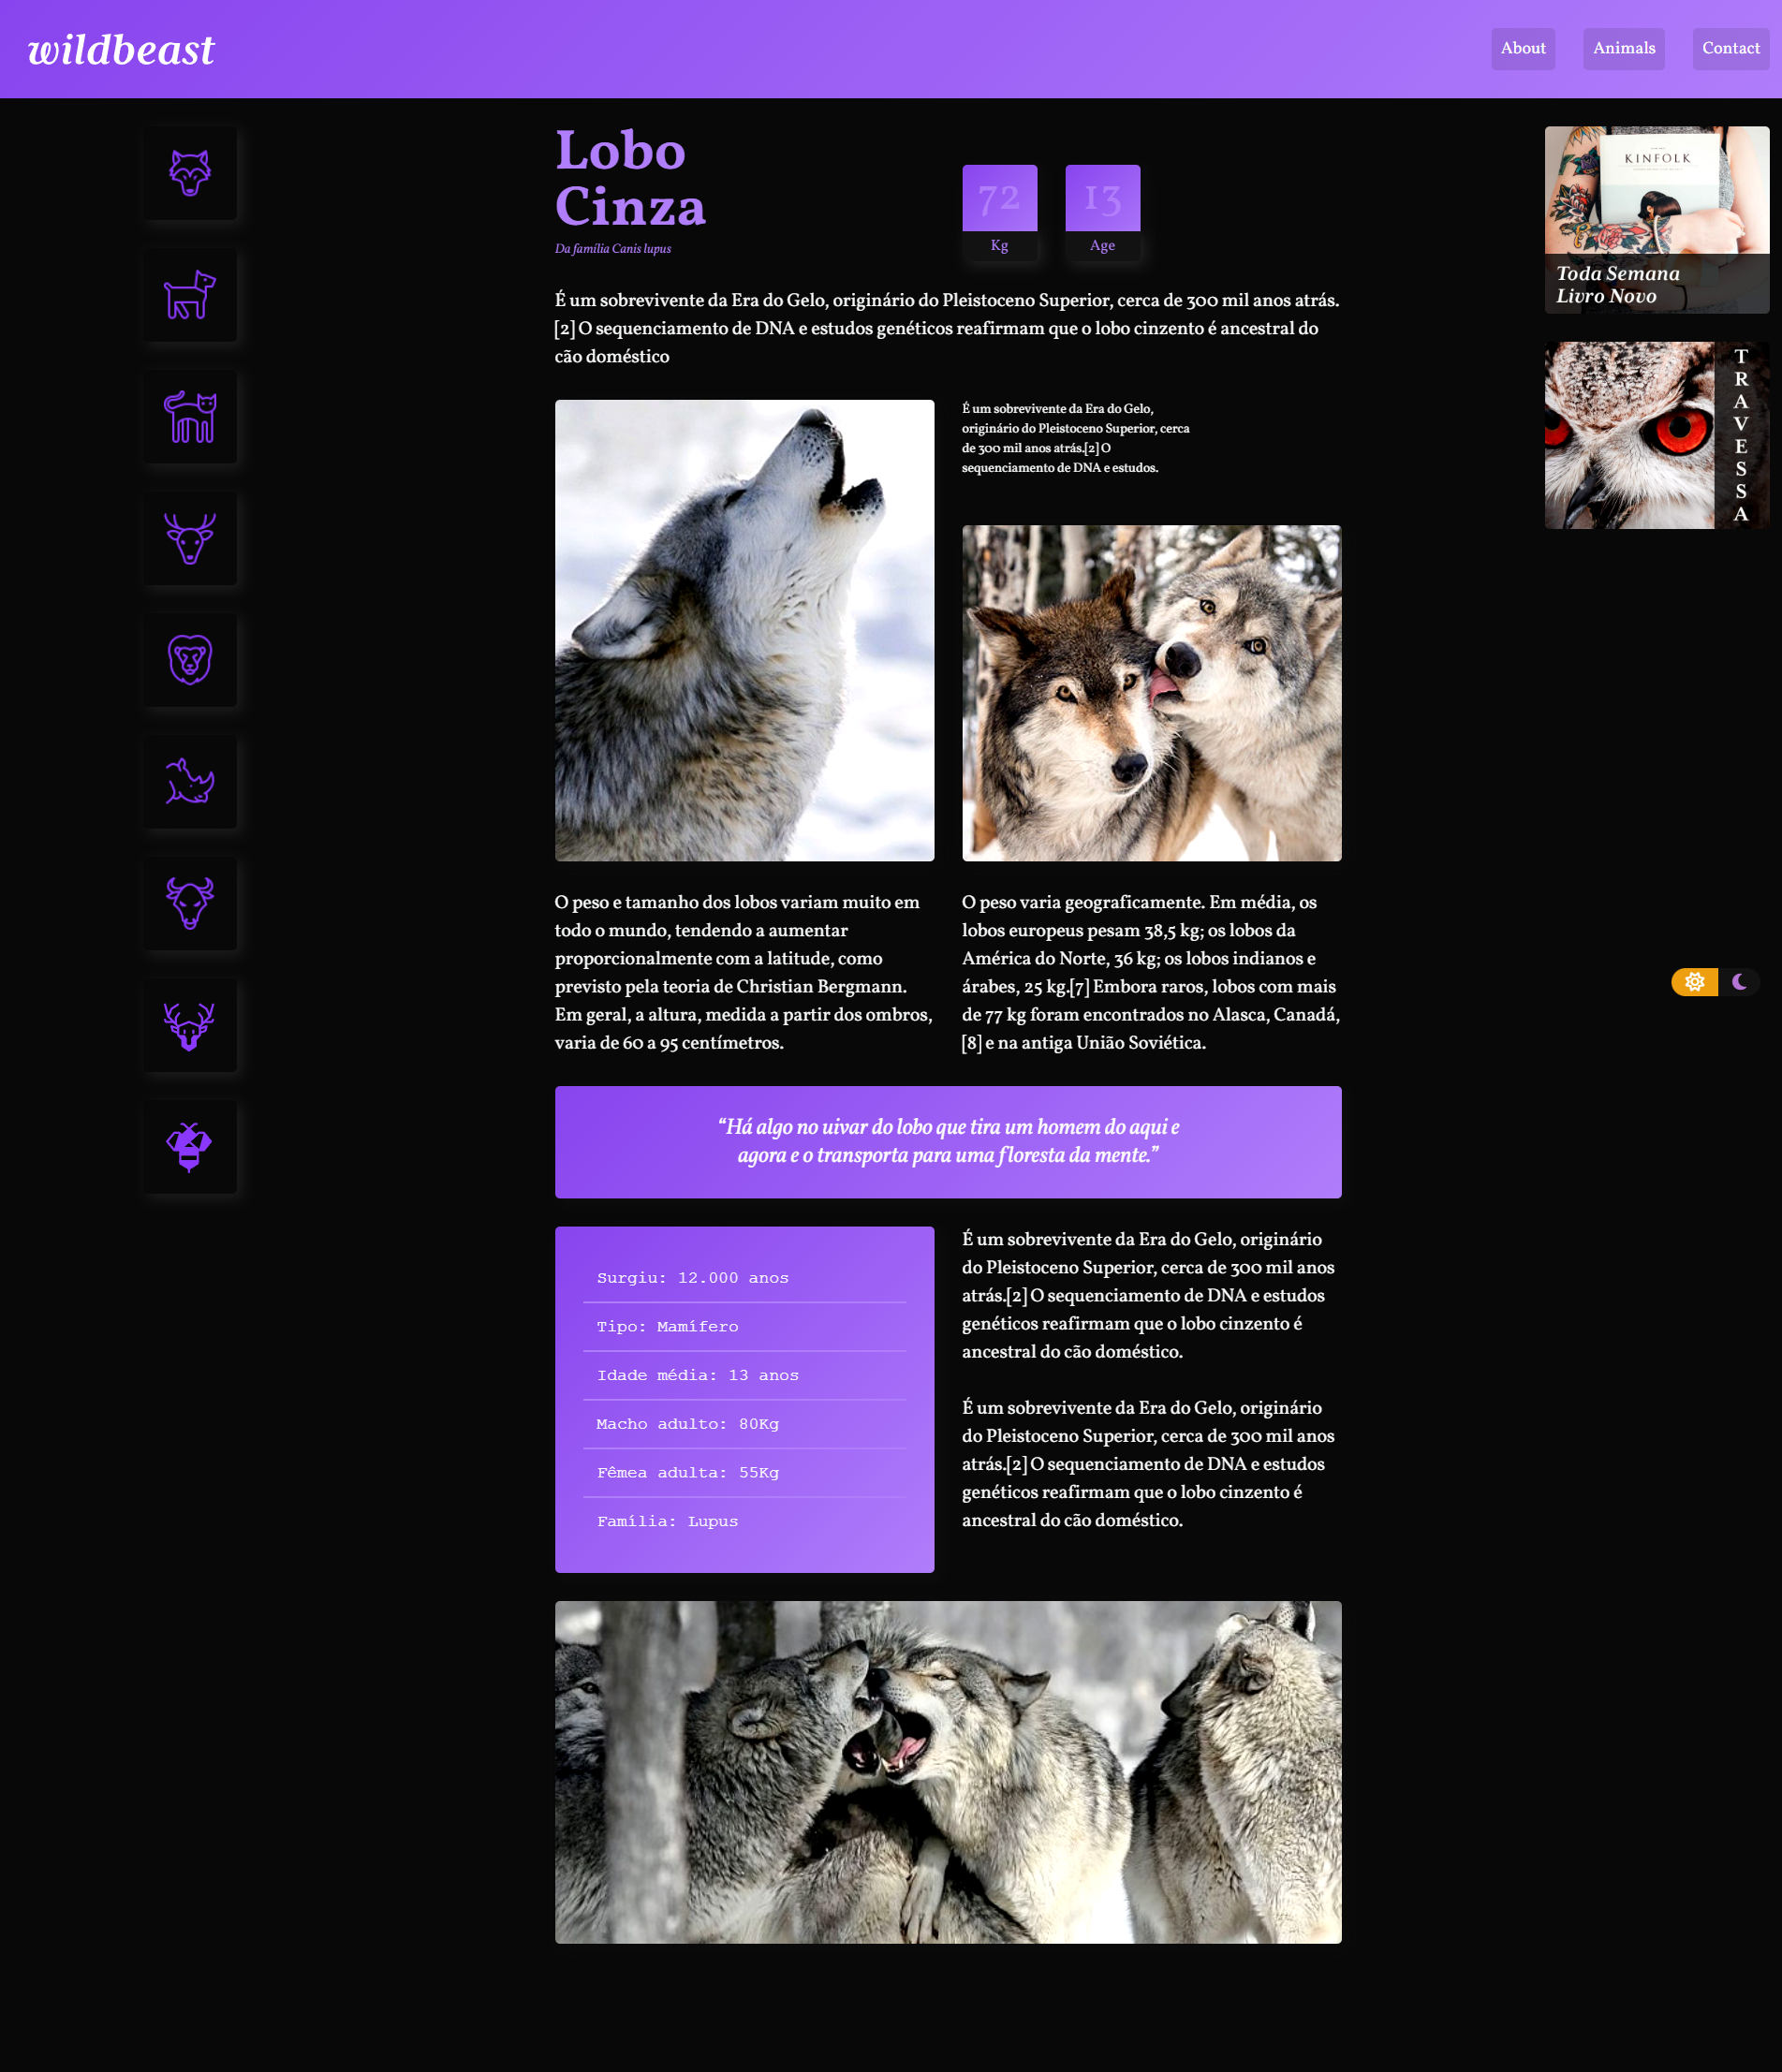 wildbeast
About
Animals
Contact
Lobo
Cinza
Da família Canis lupus
72
Kg
13
Age
É um sobrevivente da Era do Gelo, originário do Pleistoceno Superior, cerca de 300 mil anos atrás.
[2] O sequenciamento de DNA e estudos genéticos reafirmam que o lobo cinzento é ancestral do
cão doméstico
É um sobrevivente da Era do Gelo,
originário do Pleistoceno Superior, cerca
de 300 mil anos atrás.[2] O
sequenciamento de DNA e estudos.
O peso e tamanho dos lobos variam muito em
todo o mundo, tendendo a aumentar
proporcionalmente com a latitude, como
previsto pela teoria de Christian Bergmann.
Em geral, a altura, medida a partir dos ombros,
varia de 60 a 95 centímetros.
O peso varia geograficamente. Em média, os
lobos europeus pesam 38,5 kg; os lobos da
América do Norte, 36 kg; os lobos indianos e
árabes, 25 kg.[7] Embora raros, lobos com mais
de 77 kg foram encontrados no Alasca, Canadá,
[8] e na antiga União Soviética.
“Há algo no uivar do lobo que tira um homem do aqui e
agora e o transporta para uma floresta da mente.”
Surgiu: 12.000 anos
Tipo: Mamífero
Idade média: 13 anos
Macho adulto: 80Kg
Fêmea adulta: 55Kg
Família: Lupus
É um sobrevivente da Era do Gelo, originário
do Pleistoceno Superior, cerca de 300 mil anos
atrás.[2] O sequenciamento de DNA e estudos
genéticos reafirmam que o lobo cinzento é
ancestral do cão doméstico.
É um sobrevivente da Era do Gelo, originário
do Pleistoceno Superior, cerca de 300 mil anos
atrás.[2] O sequenciamento de DNA e estudos
genéticos reafirmam que o lobo cinzento é
ancestral do cão doméstico.
KINFOLK
Toda Semana
Livro Novo
TRAVESSA